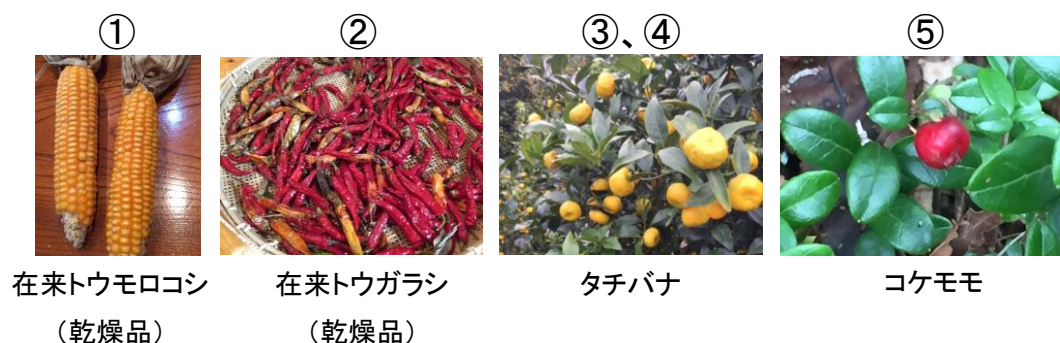 ① ② ③、④ ⑤
在来トウモロコシ 在来トウガラシ タチバナ コケモモ
（乾燥品） （乾燥品）